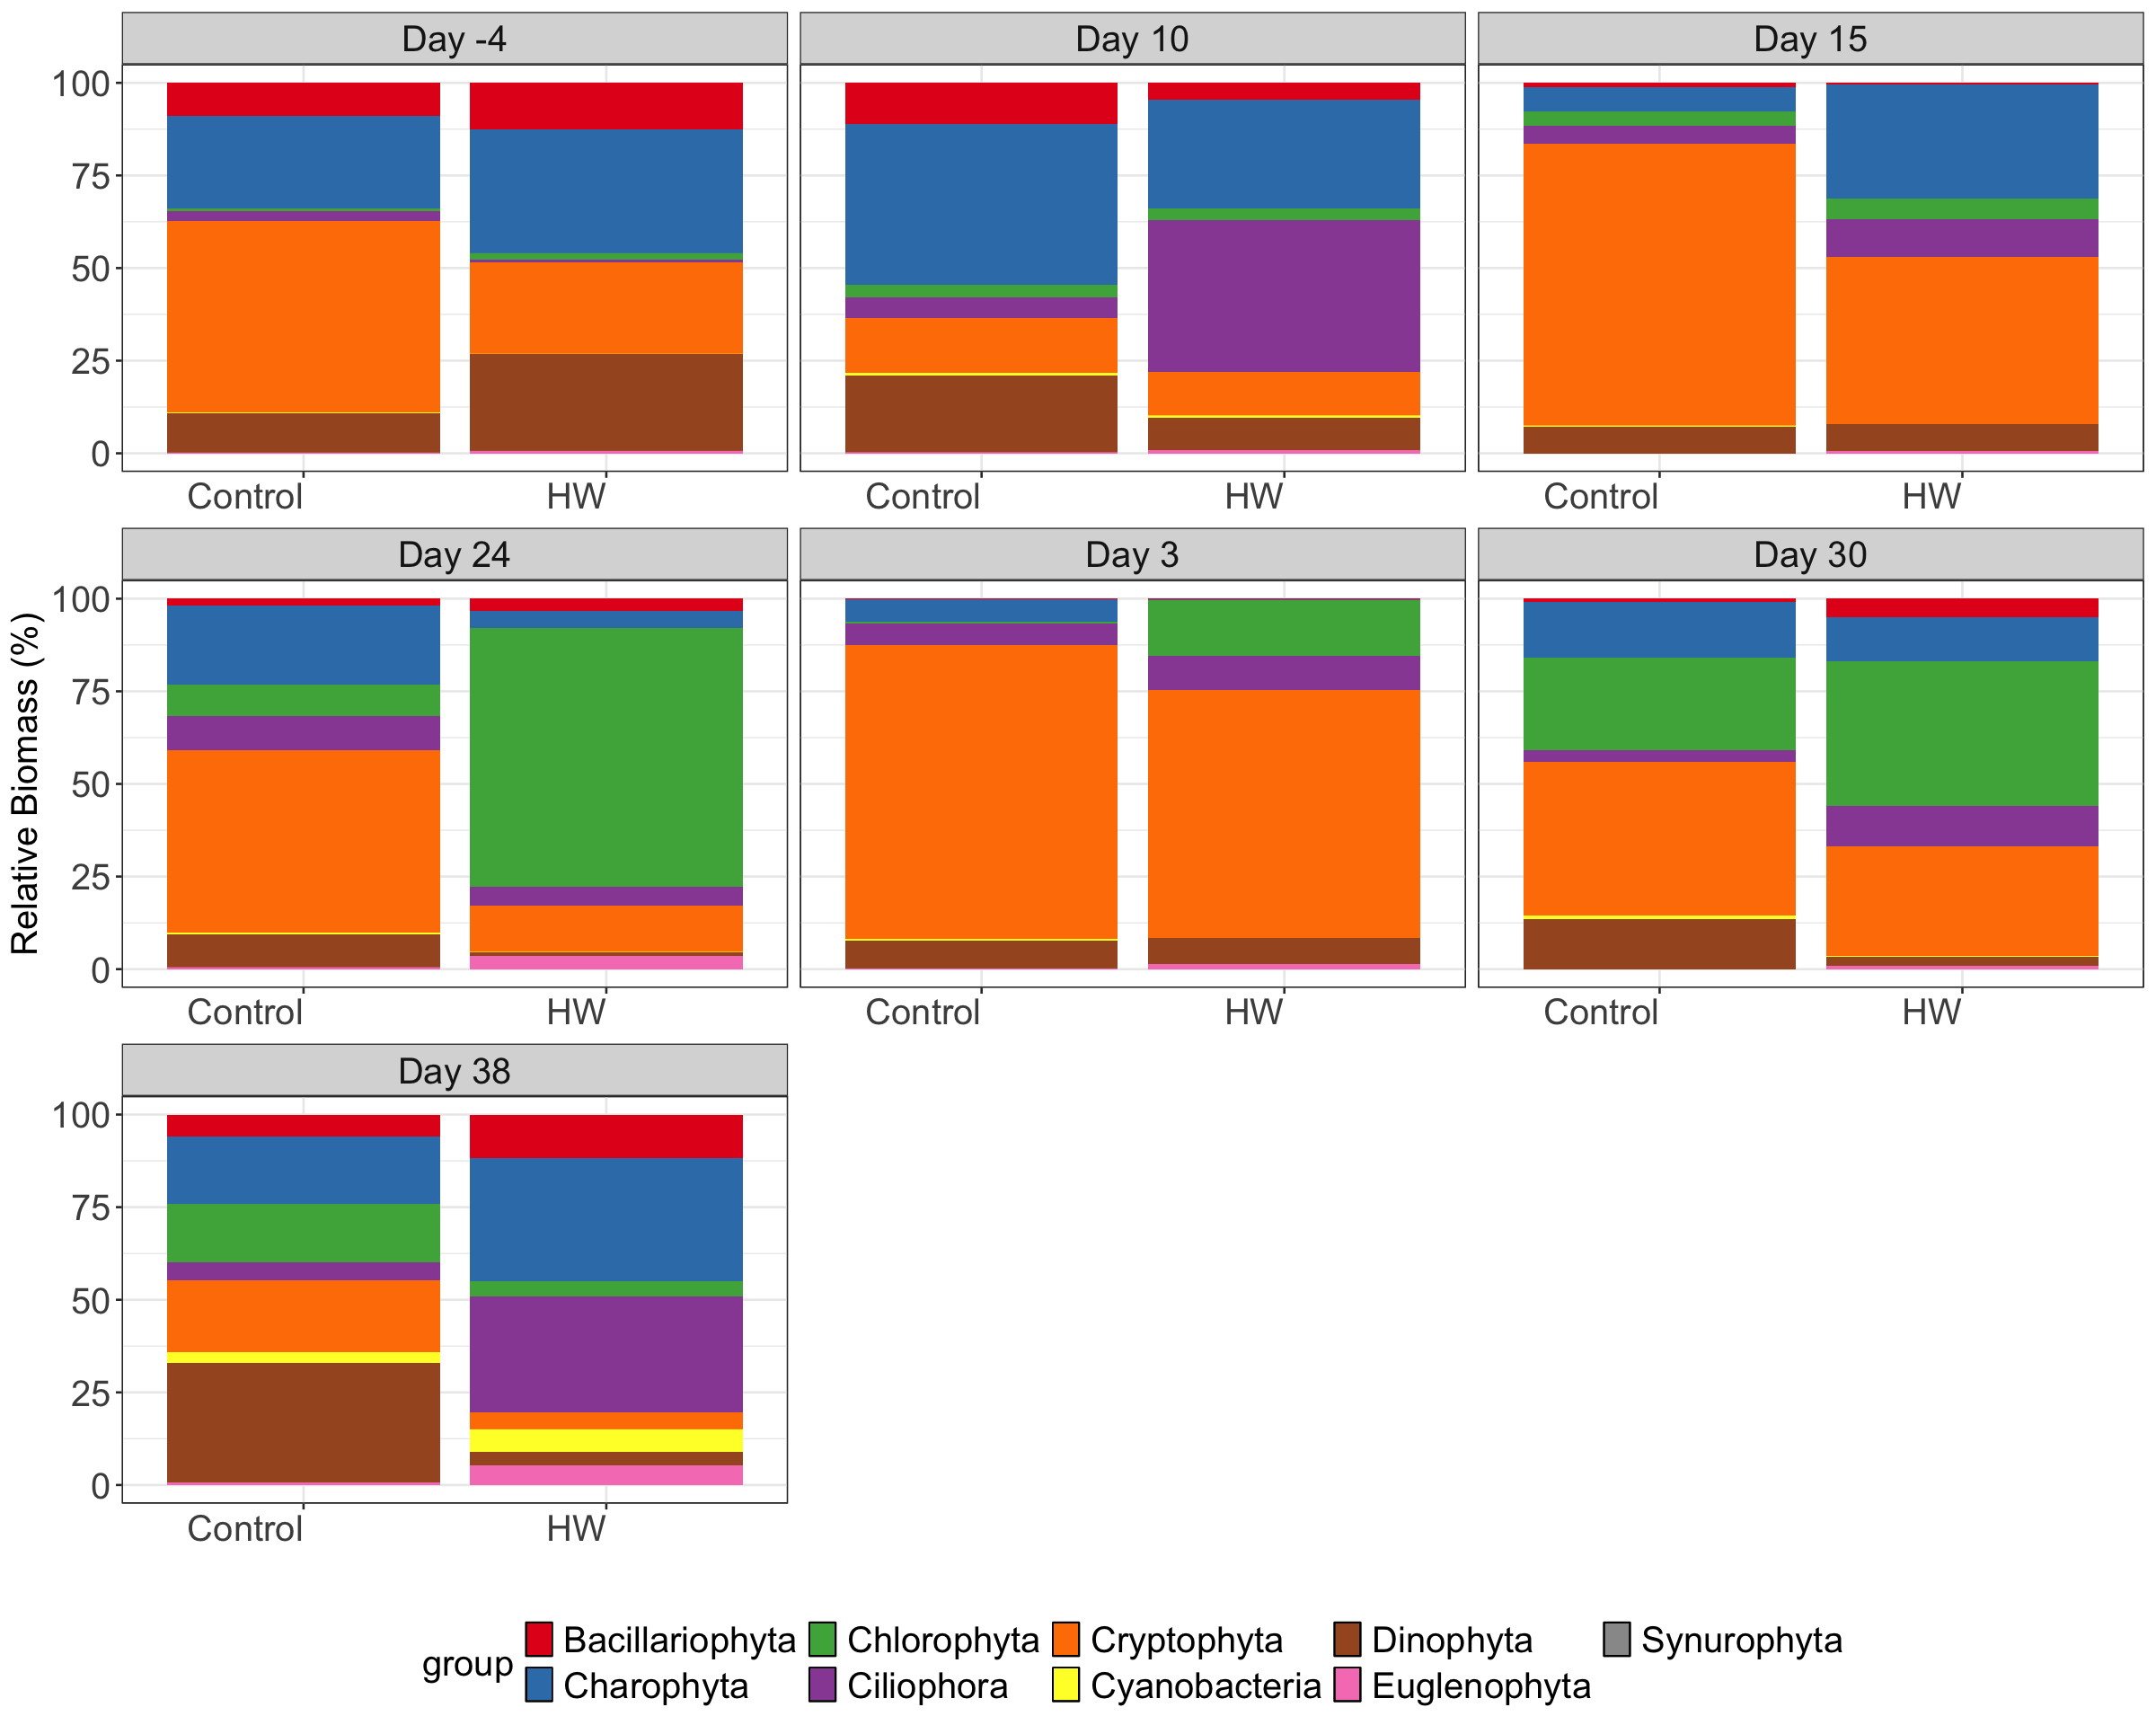 Day -4
Day 10
Day 15
100
75
50
25
0
Control HW
Control HW
Control HW
Day 24
Day 3
Day 30
Relative Biomass (%)
100
75
50
25
0
Control HW
Control HW
Control HW
Day 38
100
75
50
25
0
Control HW
group
Bacillariophyta Chlorophyta Cryptophyta Dinophyta Synurophyta
Charophyta Ciliophora Cyanobacteria Euglenophyta